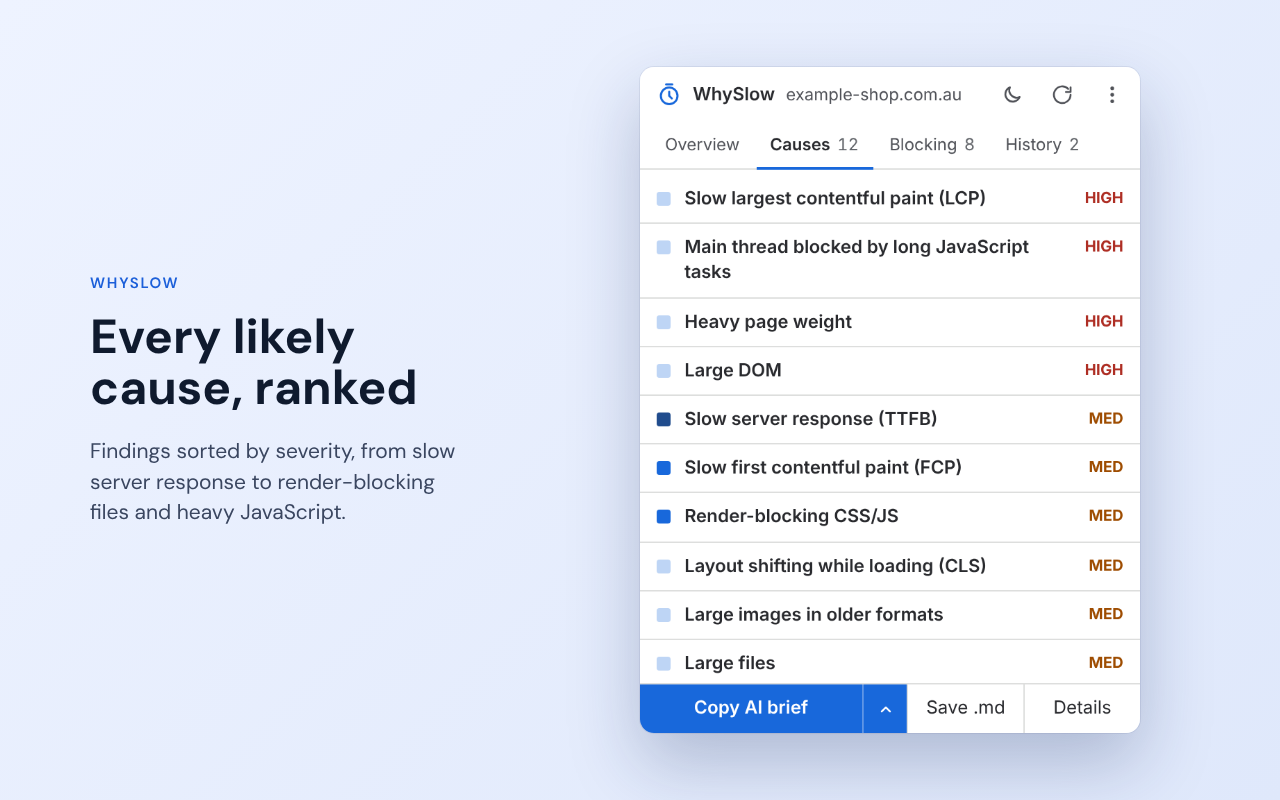 WHYSLOW
Every likely
cause, ranked
Findings sorted by severity, from slow
server response to render-blocking
files and heavy JavaScript.
WhySlow example-shop.com.au
Overview Causes 12 Blocking 8 History 2
Slow largest contentful paint (LCP) HIGH
Main thread blocked by long JavaScript HIGH
tasks
Heavy page weight HIGH
Large DOM HIGH
Slow server response (TTFB) MED
Slow first contentful paint (FCP) MED
Render-blocking CSS/JS MED
Layout shifting while loading (CLS) MED
Large images in older formats MED
Large files MED
Copy AI brief Save .md Details